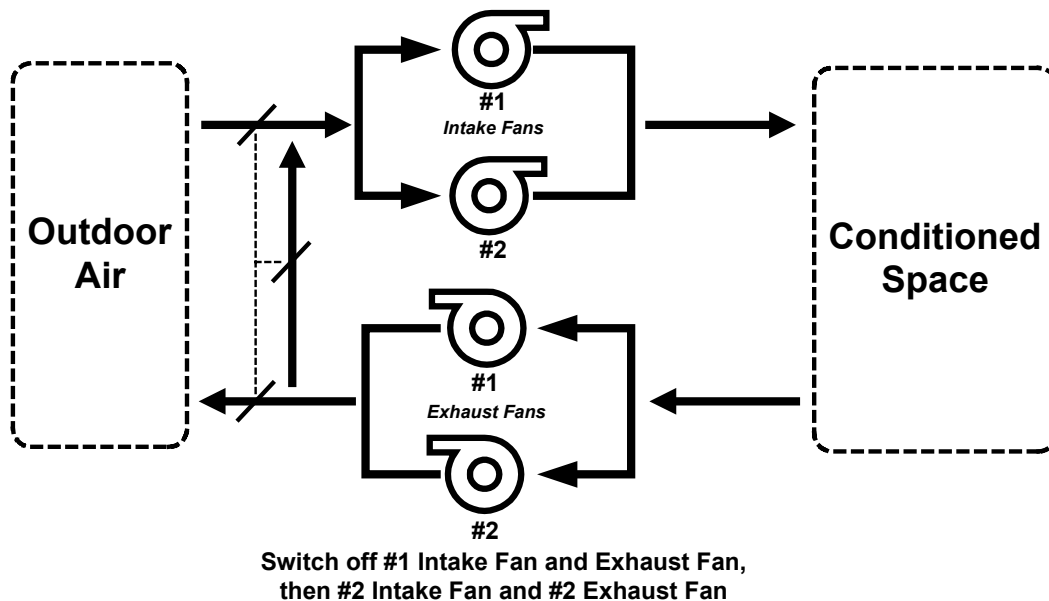 #1
Intake Fans
#2
Outdoor
Air
Conditioned
Space
#1
Exhaust Fans
#2
Switch off #1 Intake Fan and Exhaust Fan,
then #2 Intake Fan and #2 Exhaust Fan